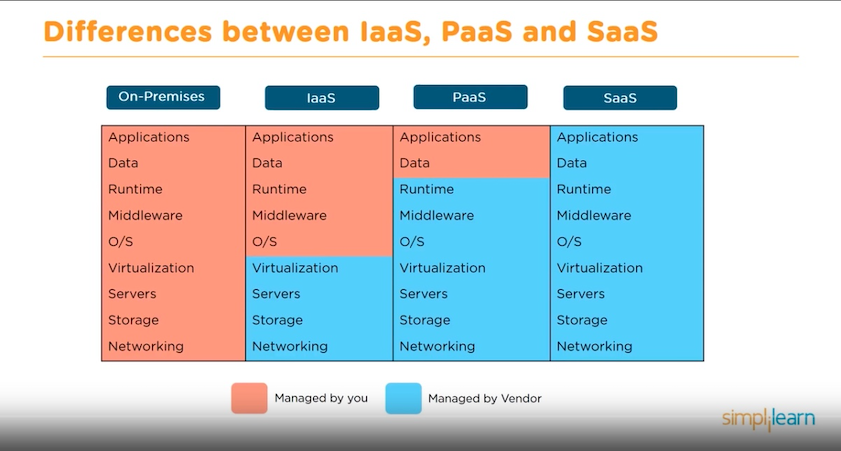 Differences between IaaS, PaaS and SaaS
On-Premises IaaS PaaS SaaS
Applications Applications Applications Applications
Data Data Data Data
Runtime Runtime Runtime Runtime
Middleware Middleware Middleware Middleware
O/S O/S O/S O/S
Virtualization Virtualization Virtualization Virtualization
Servers Servers Servers Servers
Storage Storage Storage Storage
Networking Networking Networking Networking
Managed by you Managed by Vendor
simplilearn